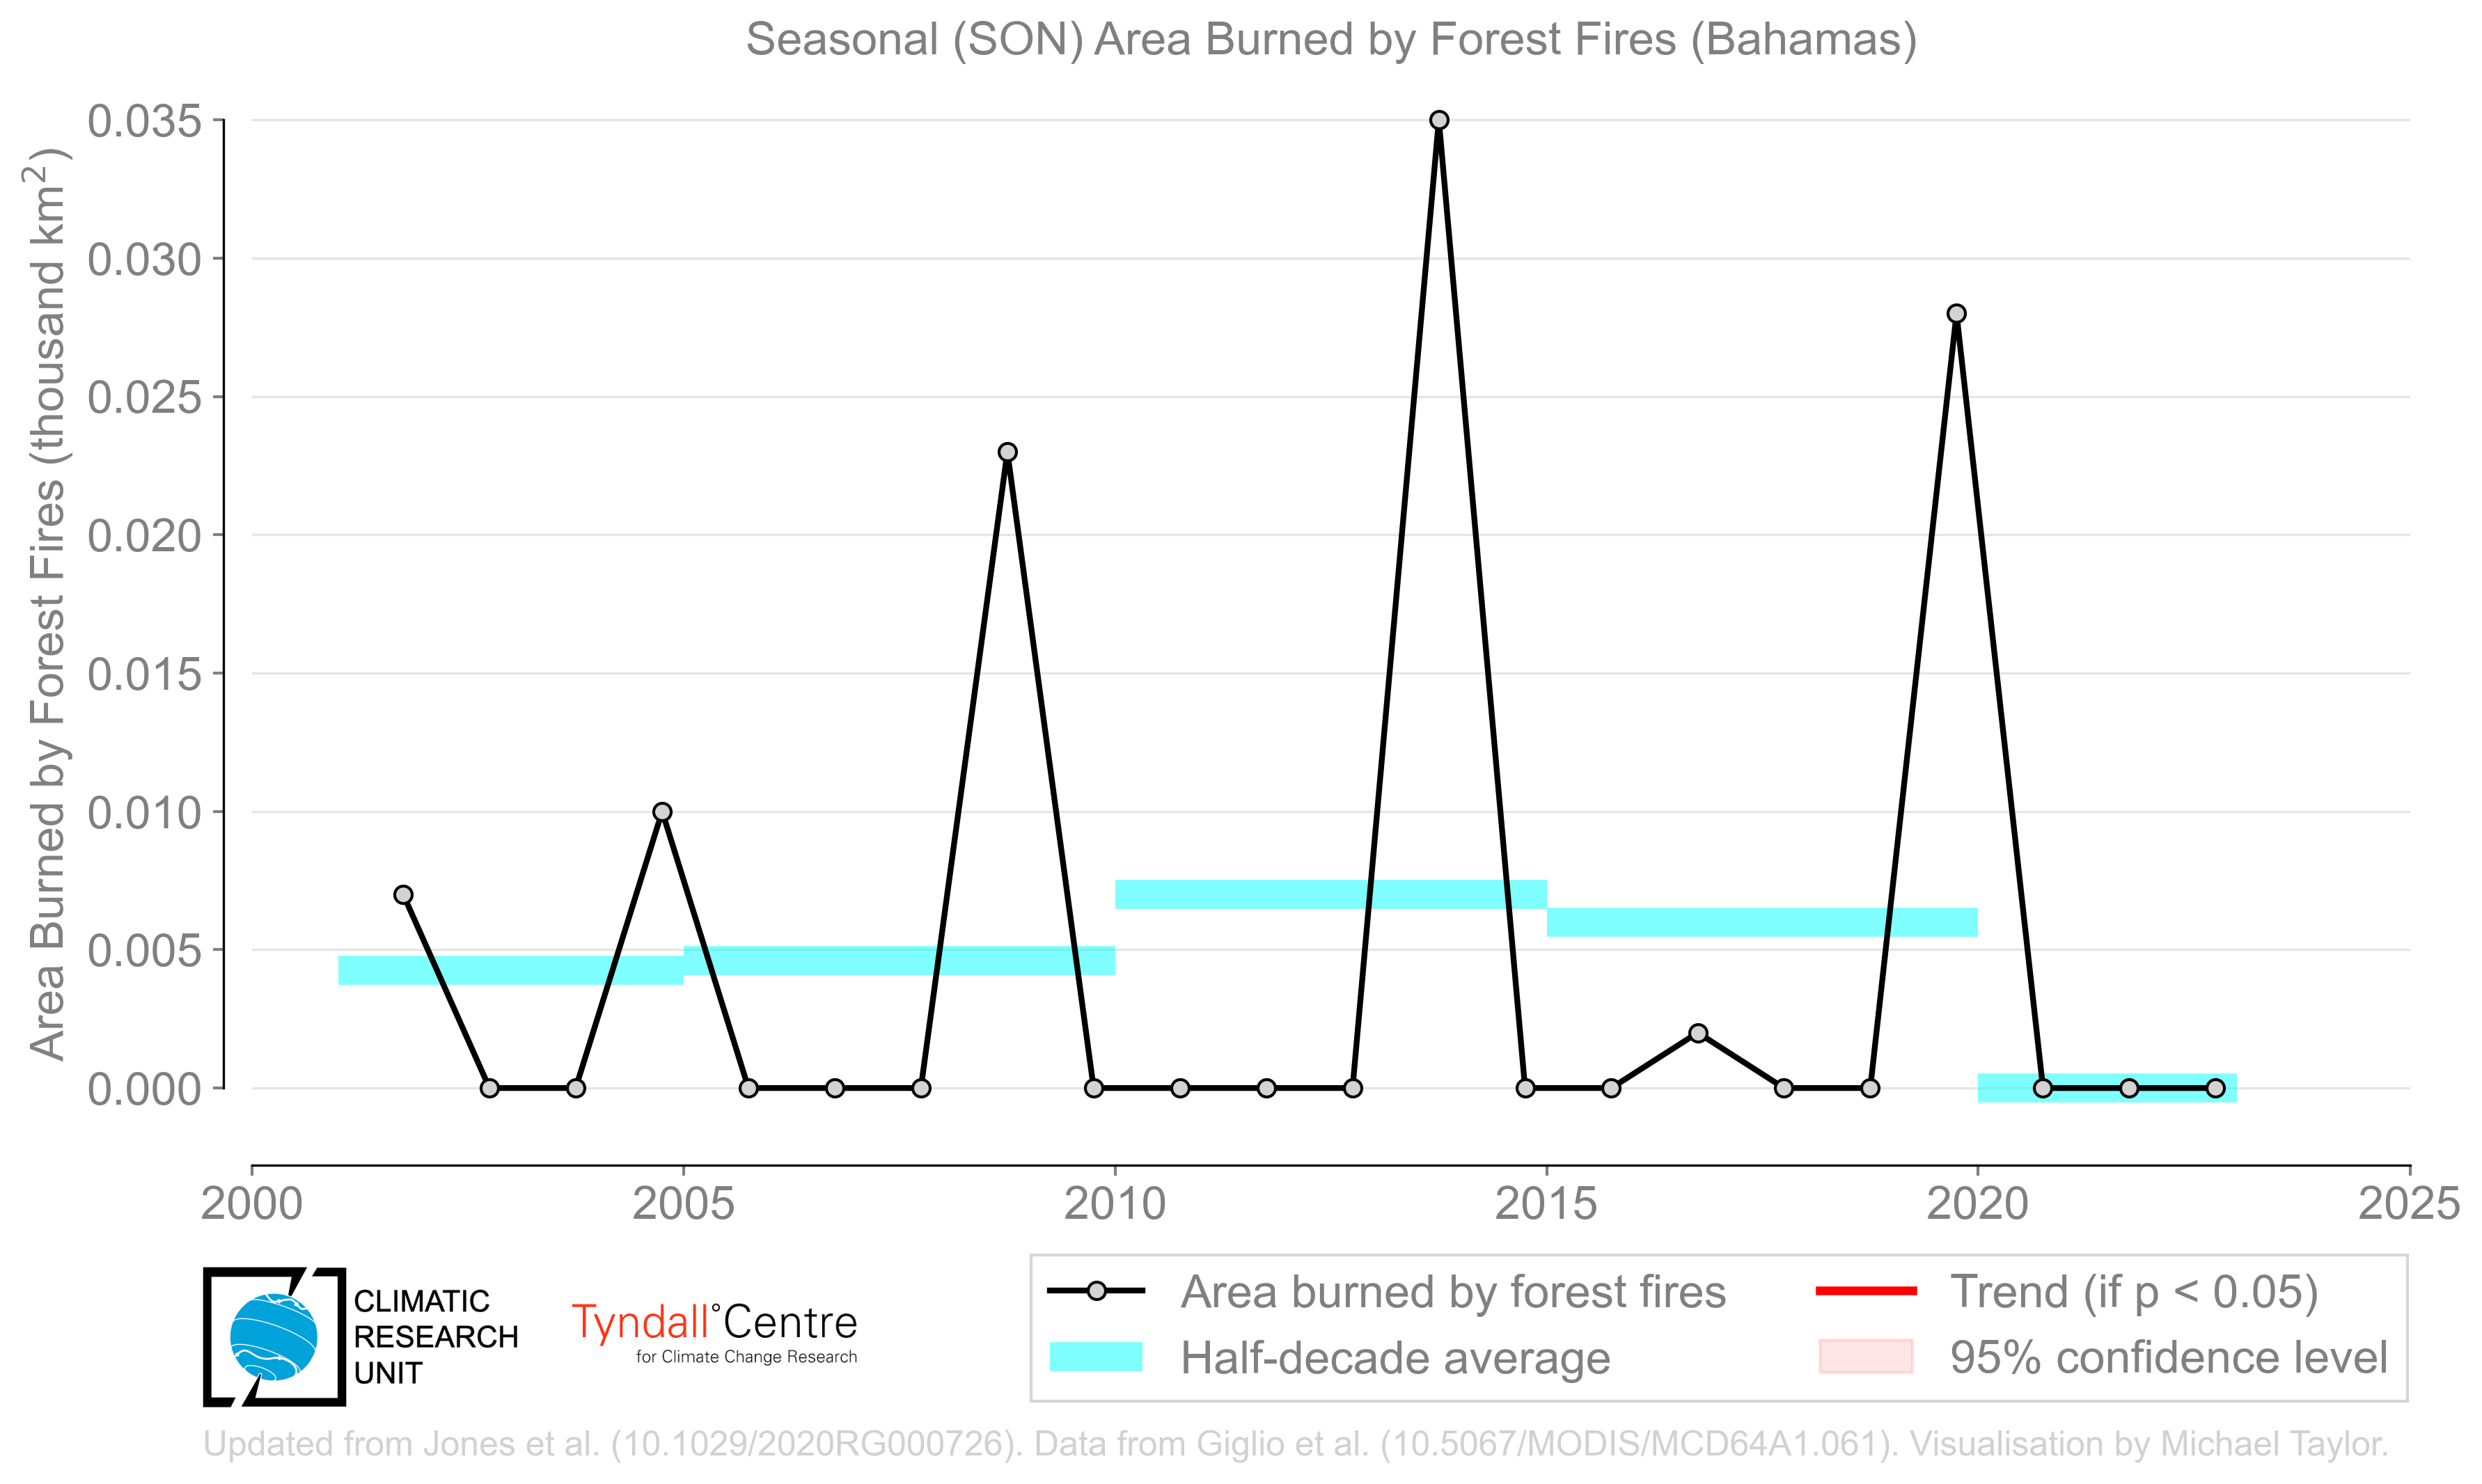 Seasonal (SON) Area Burned by Forest Fires (Bahamas)
Area Burned by Forest Fires (thousand km²)
0.035
0.030
0.025
0.020
0.015
0.010
0.005
0.000
2000 2005 2010 2015 2020 2025
CLIMATIC
RESEARCH
UNIT
Tyndall°Centre
for Climate Change Research
Area burned by forest fires
Half-decade average
Trend (if p < 0.05)
95% confidence level
Updated from Jones et al. (10.1029/2020RG000726). Data from Giglio et al. (10.5067/MODIS/MCD64A1.061). Visualisation by Michael Taylor.